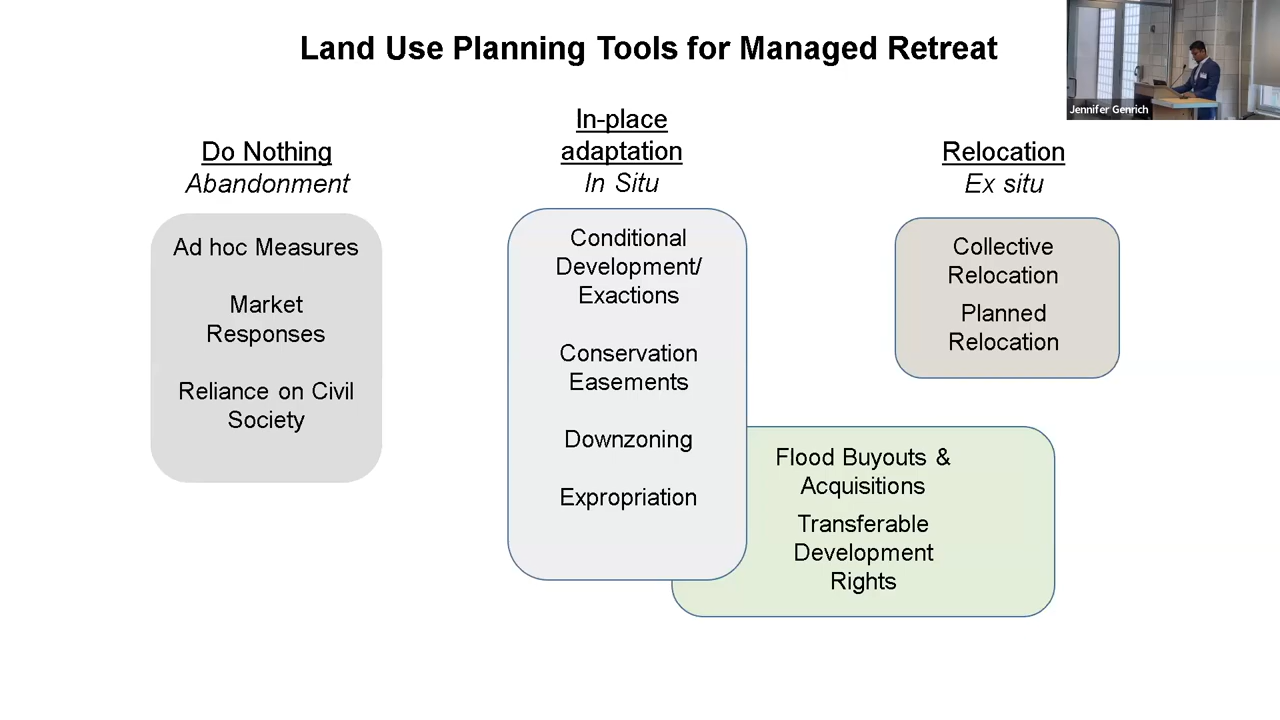 Land Use Planning Tools for Managed Retreat
Jennifer Genrich
Do Nothing
Abandonment
Ad hoc Measures
Market
Responses
Reliance on Civil
Society
In-place
adaptation
In Situ
Conditional
Development/
Exactions
Conservation
Easements
Downzoning
Expropriation
Relocation
Ex situ
Collective
Relocation
Planned
Relocation
Flood Buyouts &
Acquisitions
Transferable
Development
Rights